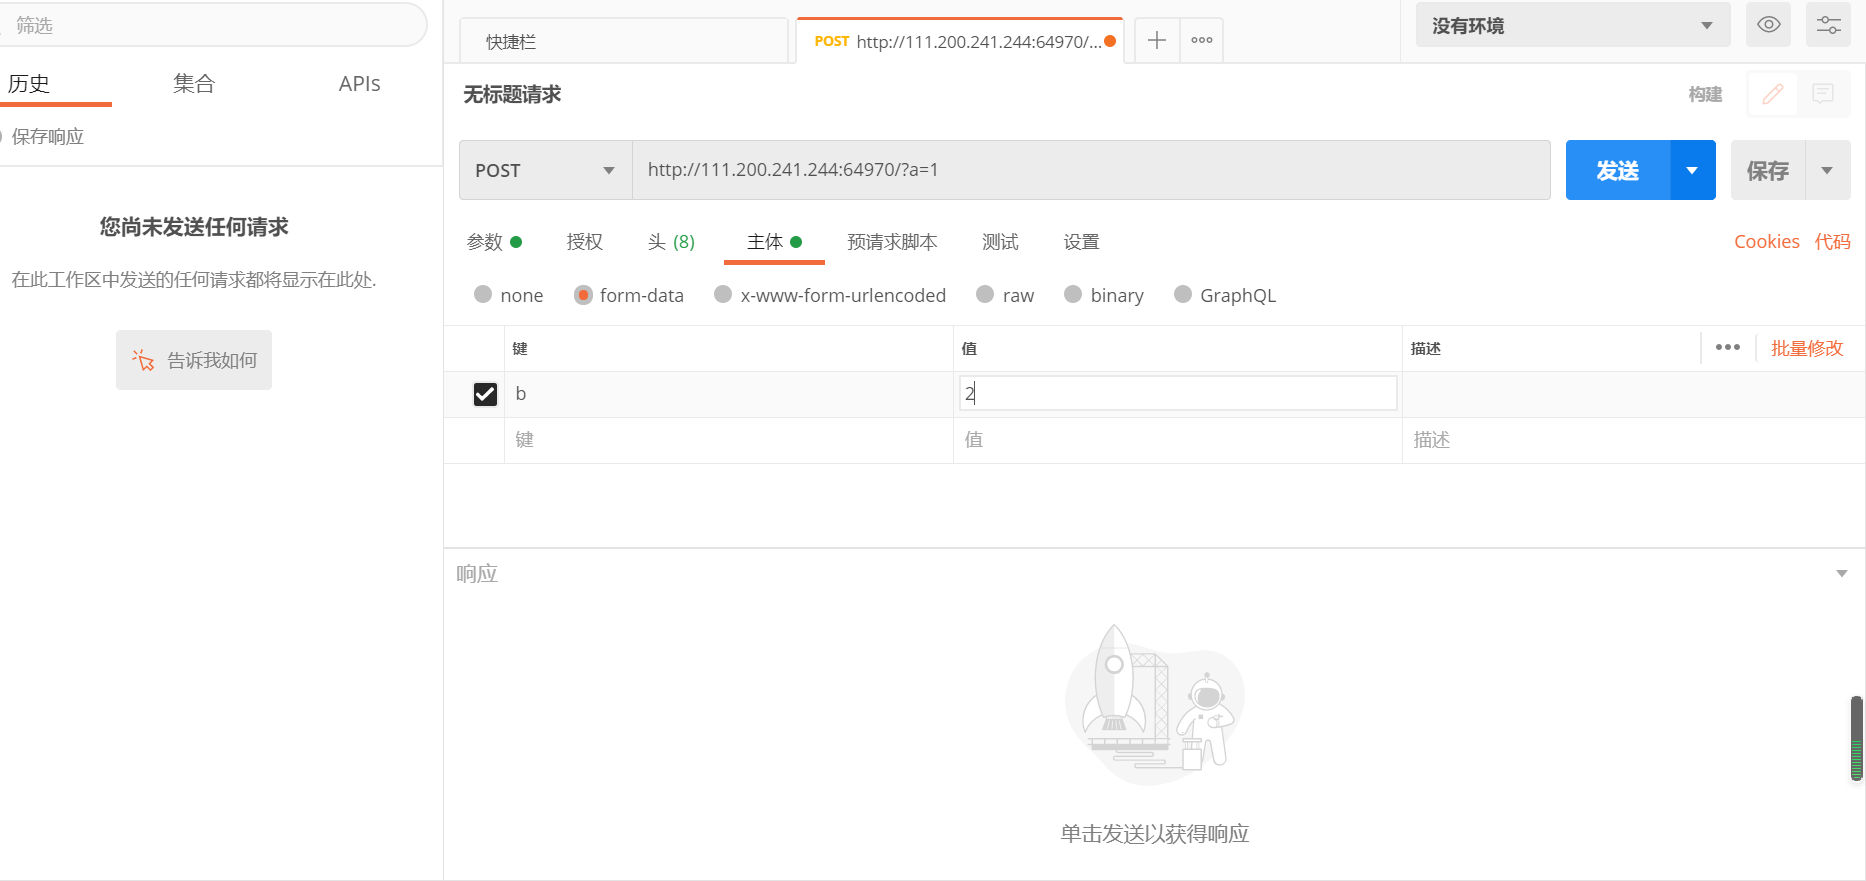 筛选
历史 集合 APIs
保存响应
您尚未发送任何请求
在此工作区中发送的任何请求都将显示在此处.
告诉我如何
快捷栏 POST http://111.200.241.244:64970/... 没有环境
无标题请求 构建
POST http://111.200.241.244:64970/?a=1 发送 保存
参数 授权 头 (8) 主体 预请求脚本 测试 设置 Cookies 代码
none form-data x-www-form-urlencoded raw binary GraphQL
键 值 描述 批量修改
b 2
键 值 描述
响应
单击发送以获得响应